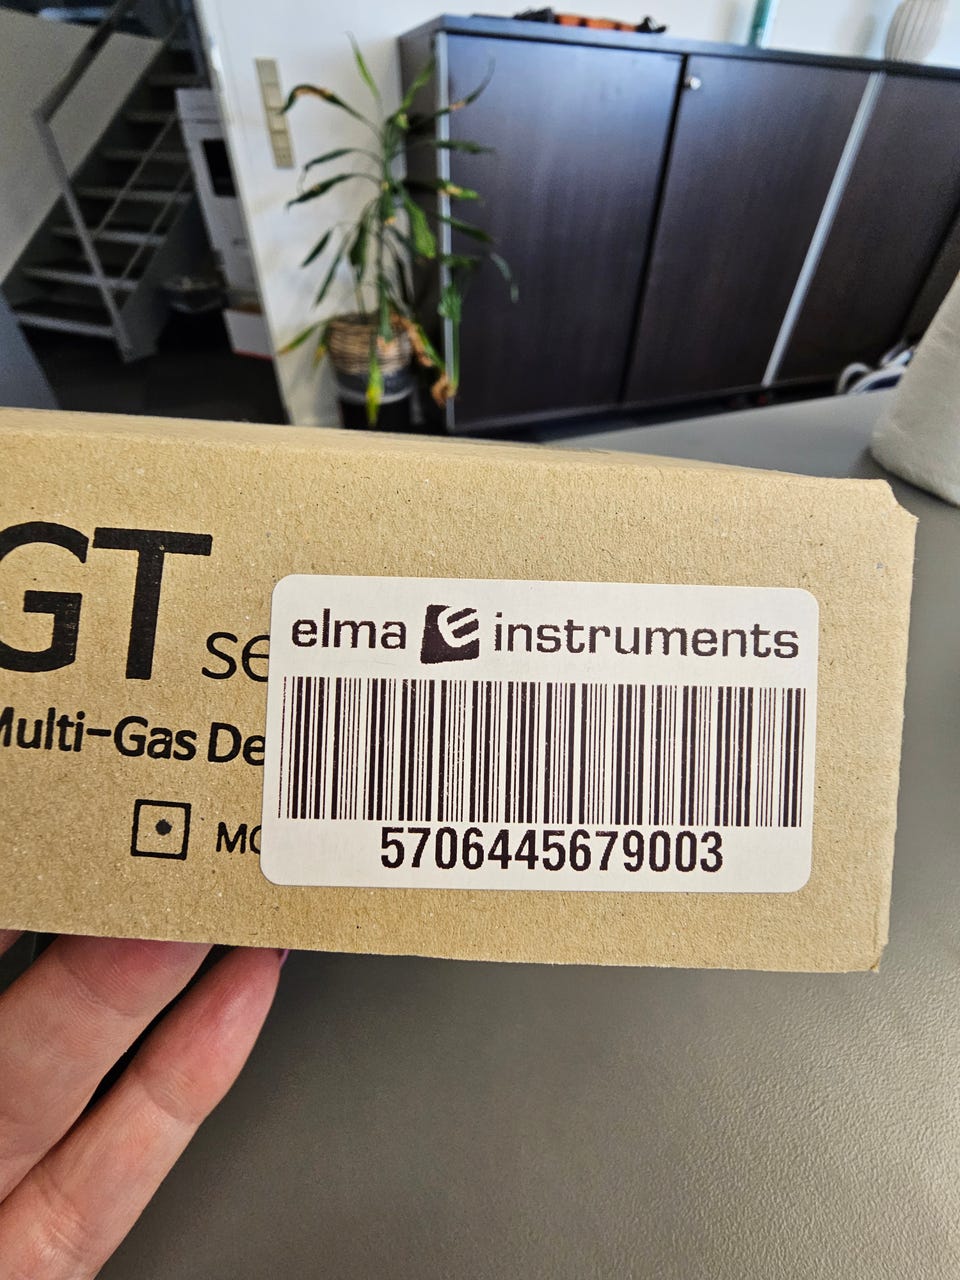 GT se
elma instruments
Multi-Gas De
MO
5706445679003